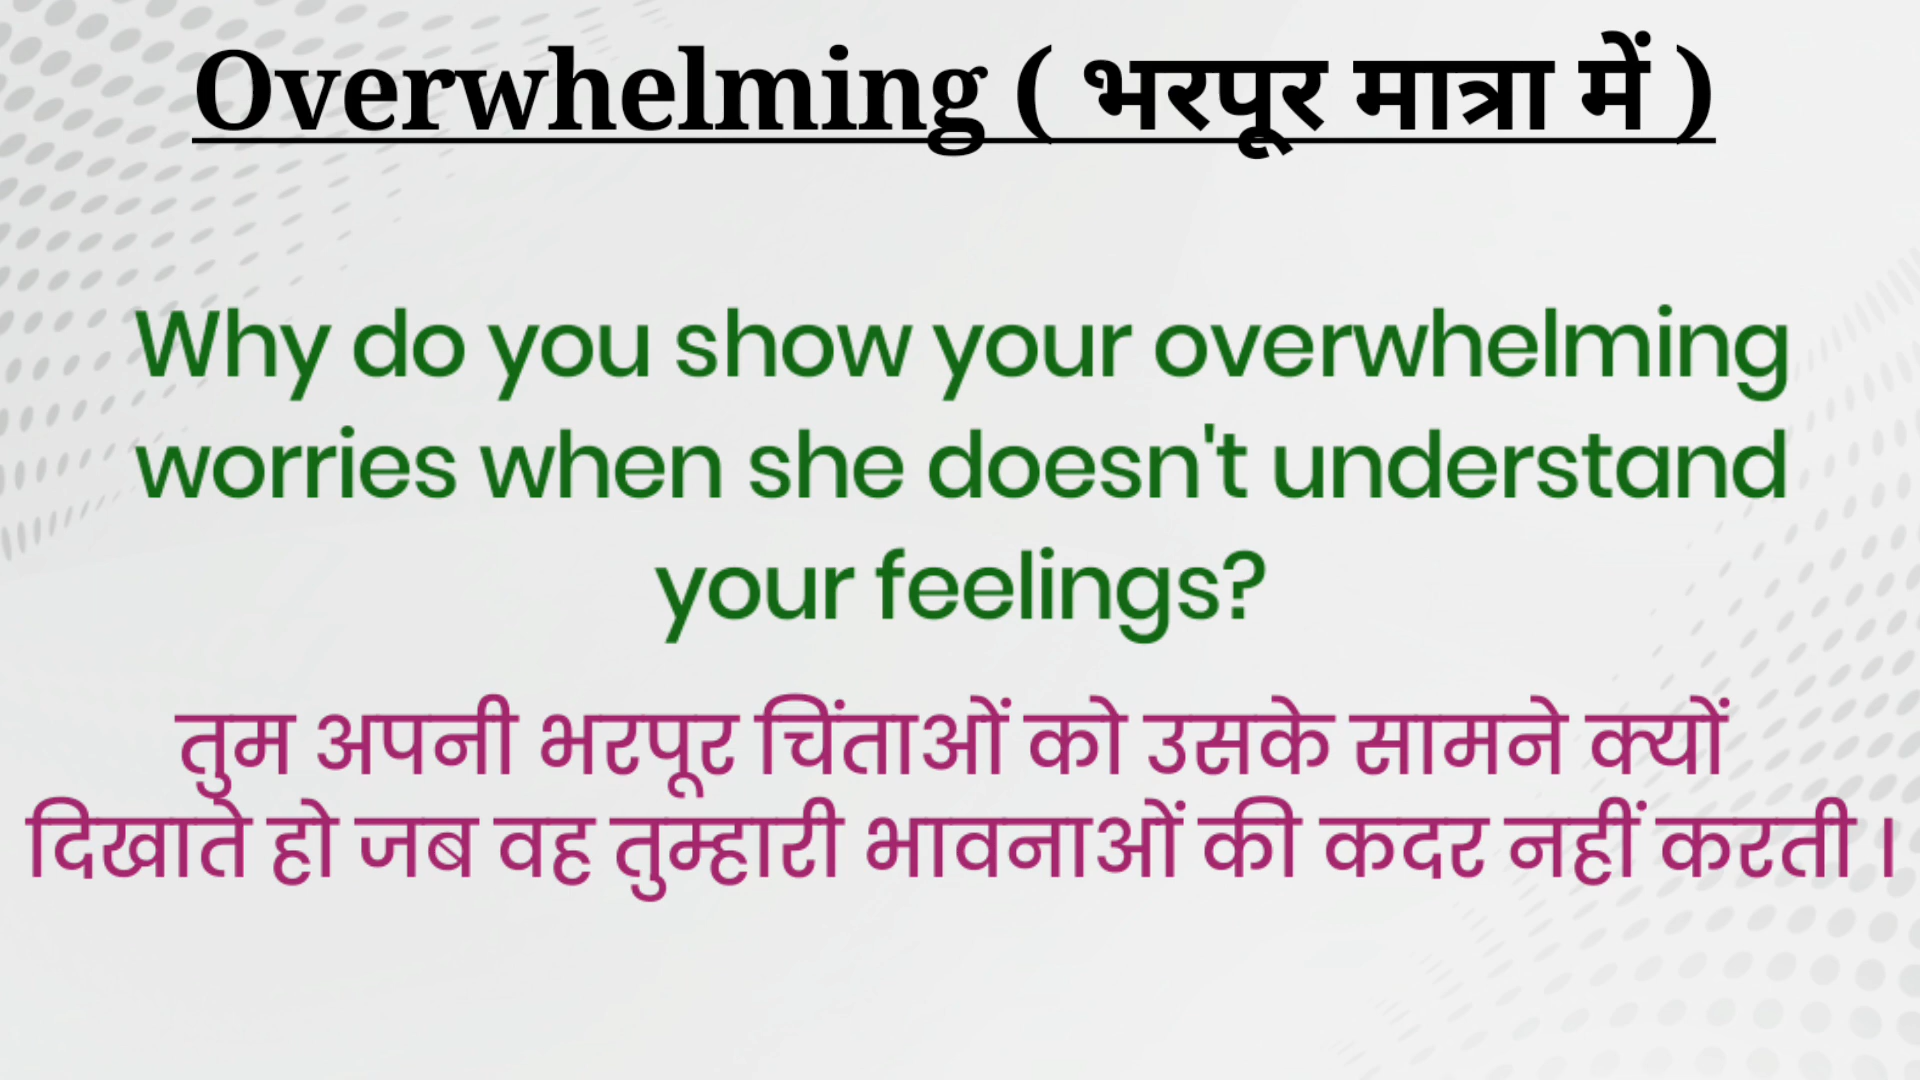 Overwhelming ( भरपूर मात्रा में )
Why do you show your overwhelming
worries when she doesn't understand
your feelings?
तुम अपनी भरपूर चिंताओं को उसके सामने क्यों
दिखाते हो जब वह तुम्हारी भावनाओं की कदर नहीं करती ।